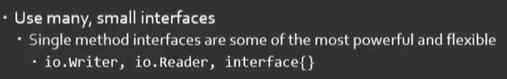 • Use many, small interfaces
• Single method interfaces are some of the most powerful and flexible
• io.Writer, io.Reader, interface{}